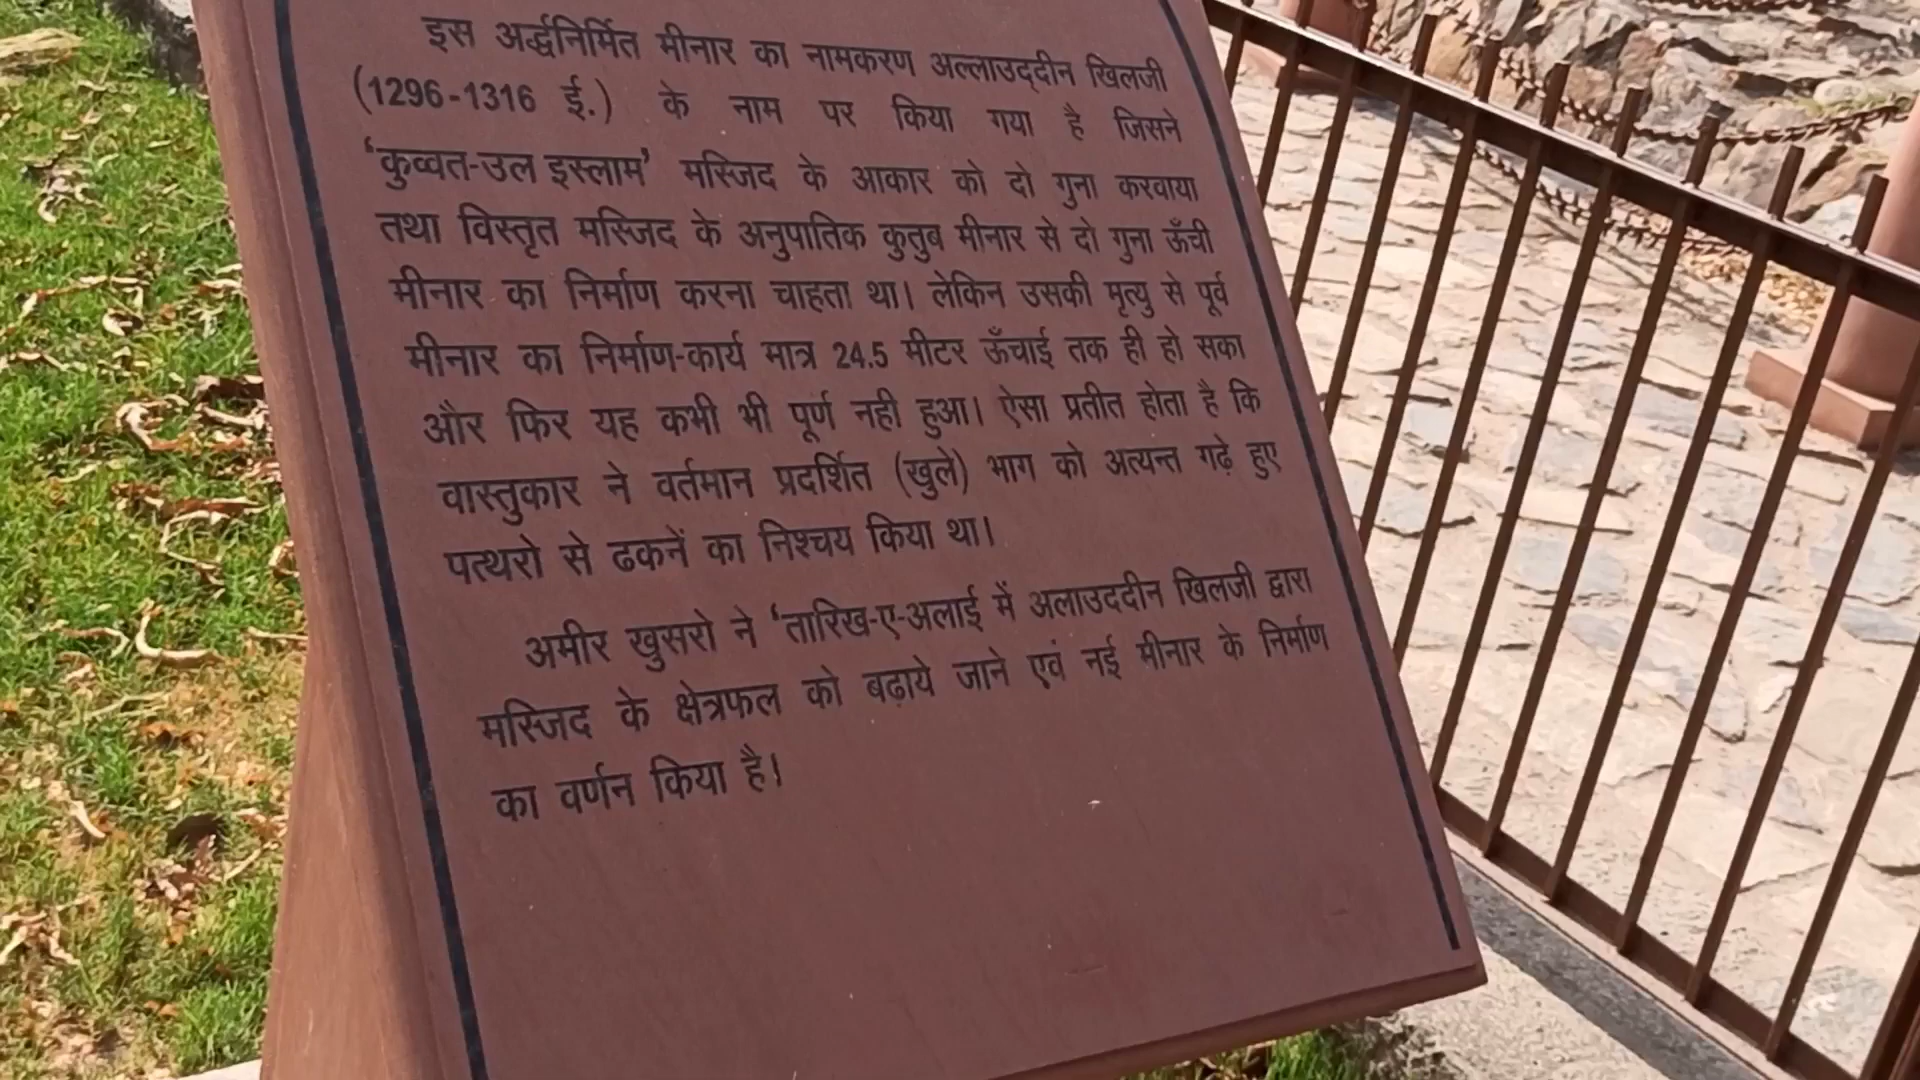 इस अर्द्धनिर्मित मीनार का नामकरण अल्लाउद्दीन खिलजी
(1296-1316 ई.) के नाम पर किया गया है जिसने
‘कुव्वत-उल इस्लाम’ मस्जिद के आकार को दो गुना करवाया
तथा विस्तृत मस्जिद के अनुपातिक कुतुब मीनार से दो गुना ऊँची
मीनार का निर्माण करना चाहता था। लेकिन उसकी मृत्यु से पूर्व
मीनार का निर्माण-कार्य मात्र 24.5 मीटर ऊँचाई तक ही हो सका
और फिर यह कभी भी पूर्ण नही हुआ। ऐसा प्रतीत होता है कि
वास्तुकार ने वर्तमान प्रदर्शित (खुले) भाग को अत्यन्त गढ़े हुए
पत्थरो से ढकनें का निश्चय किया था।
अमीर खुसरो ने ‘तारिख-ए-अलाई में अलाउददीन खिलजी द्वारा
मस्जिद के क्षेत्रफल को बढ़ाये जाने एवं नई मीनार के निर्माण
का वर्णन किया है।